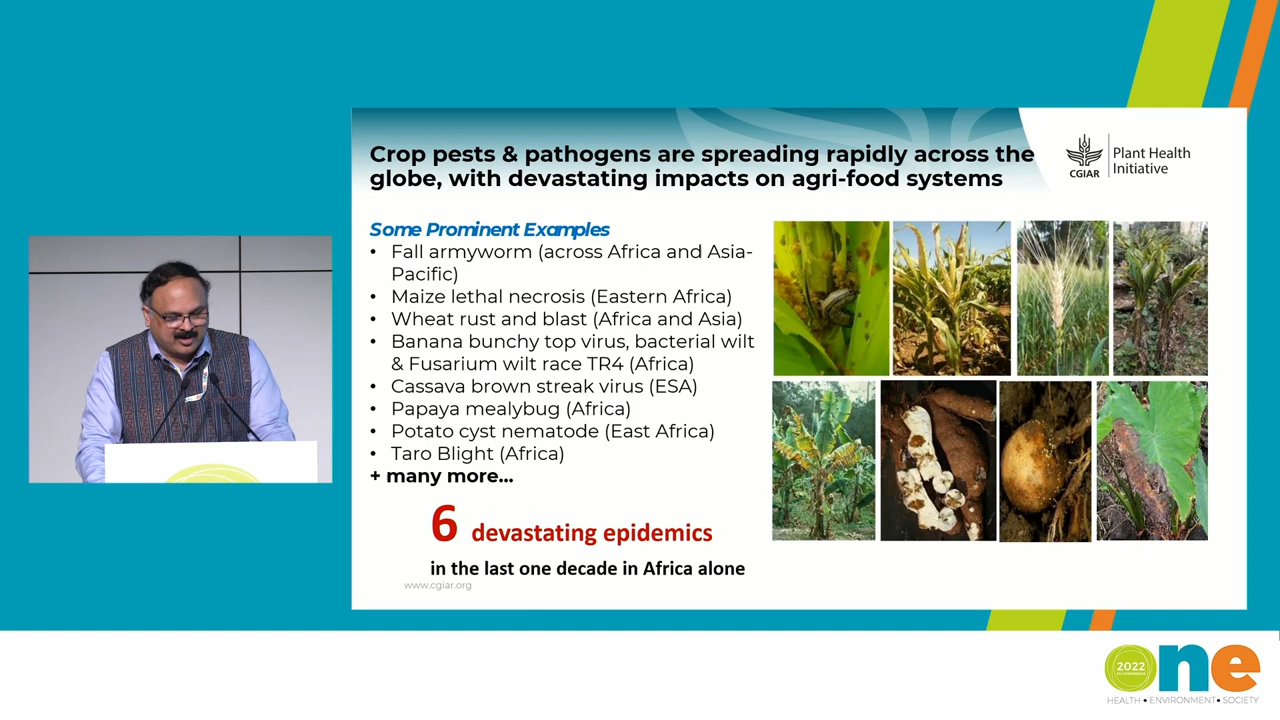 Crop pests & pathogens are spreading rapidly across the
globe, with devastating impacts on agri-food systems
CGIAR
Plant Health
Initiative
Some Prominent Examples
• Fall armyworm (across Africa and Asia-
Pacific)
• Maize lethal necrosis (Eastern Africa)
• Wheat rust and blast (Africa and Asia)
• Banana bunchy top virus, bacterial wilt
& Fusarium wilt race TR4 (Africa)
• Cassava brown streak virus (ESA)
• Papaya mealybug (Africa)
• Potato cyst nematode (East Africa)
• Taro Blight (Africa)
+ many more...
6 devastating epidemics
in the last one decade in Africa alone
www.cgiar.org
2022
one
HEALTH • ENVIRONMENT • SOCIETY